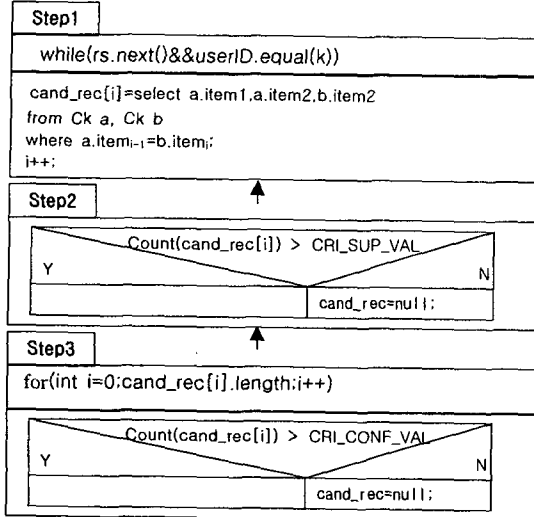 Step1
while(rs.next()&&userID.equal(k))
cand_rec[i]=select a.item1,a.item2,b.item2
from Ck a, Ck b
where a.itemi-1=b.itemi;
i++;
Step2
Count(cand_rec[i]) > CRI_SUP_VAL
Y N
cand_rec=null;
Step3
for(int i=0;cand_rec[i].length;i++)
Count(cand_rec[i]) > CRI_CONF_VAL
Y N
cand_rec=null;